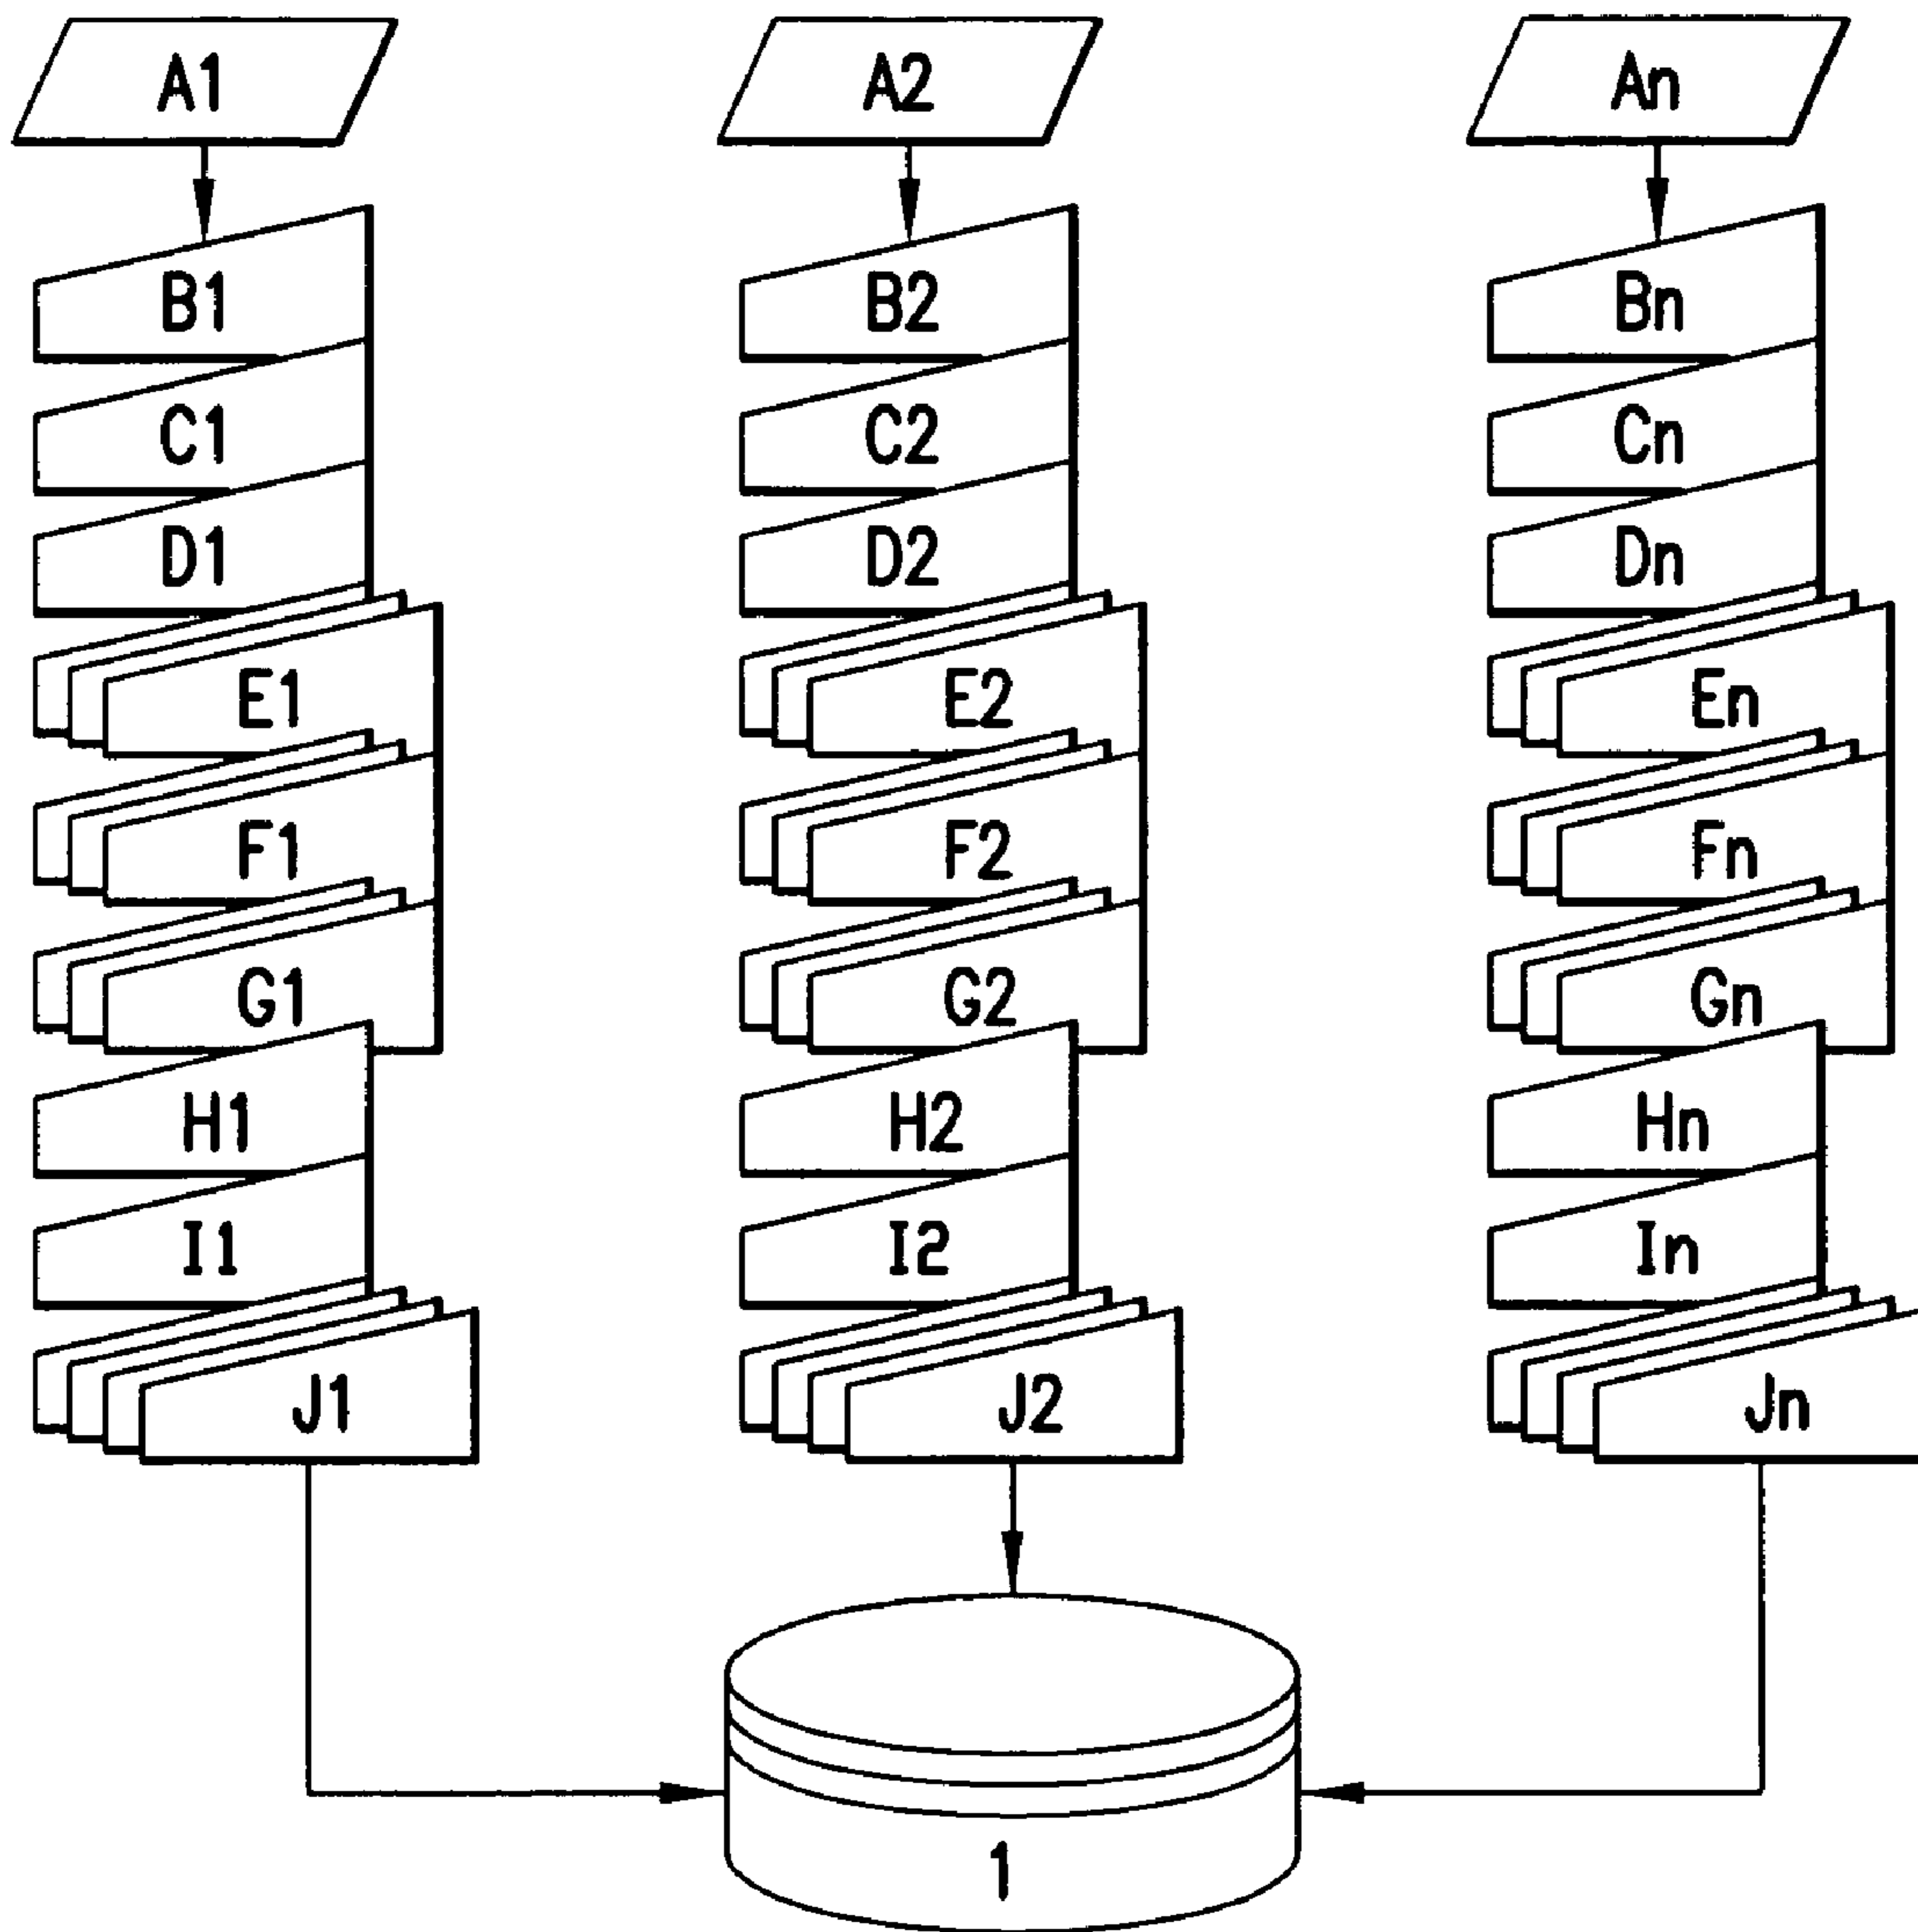 A1 A2 An
B1 B2 Bn
C1 C2 Cn
D1 D2 Dn
E1 E2 En
F1 F2 Fn
G1 G2 Gn
H1 H2 Hn
I1 I2 In
J1 J2 Jn
1